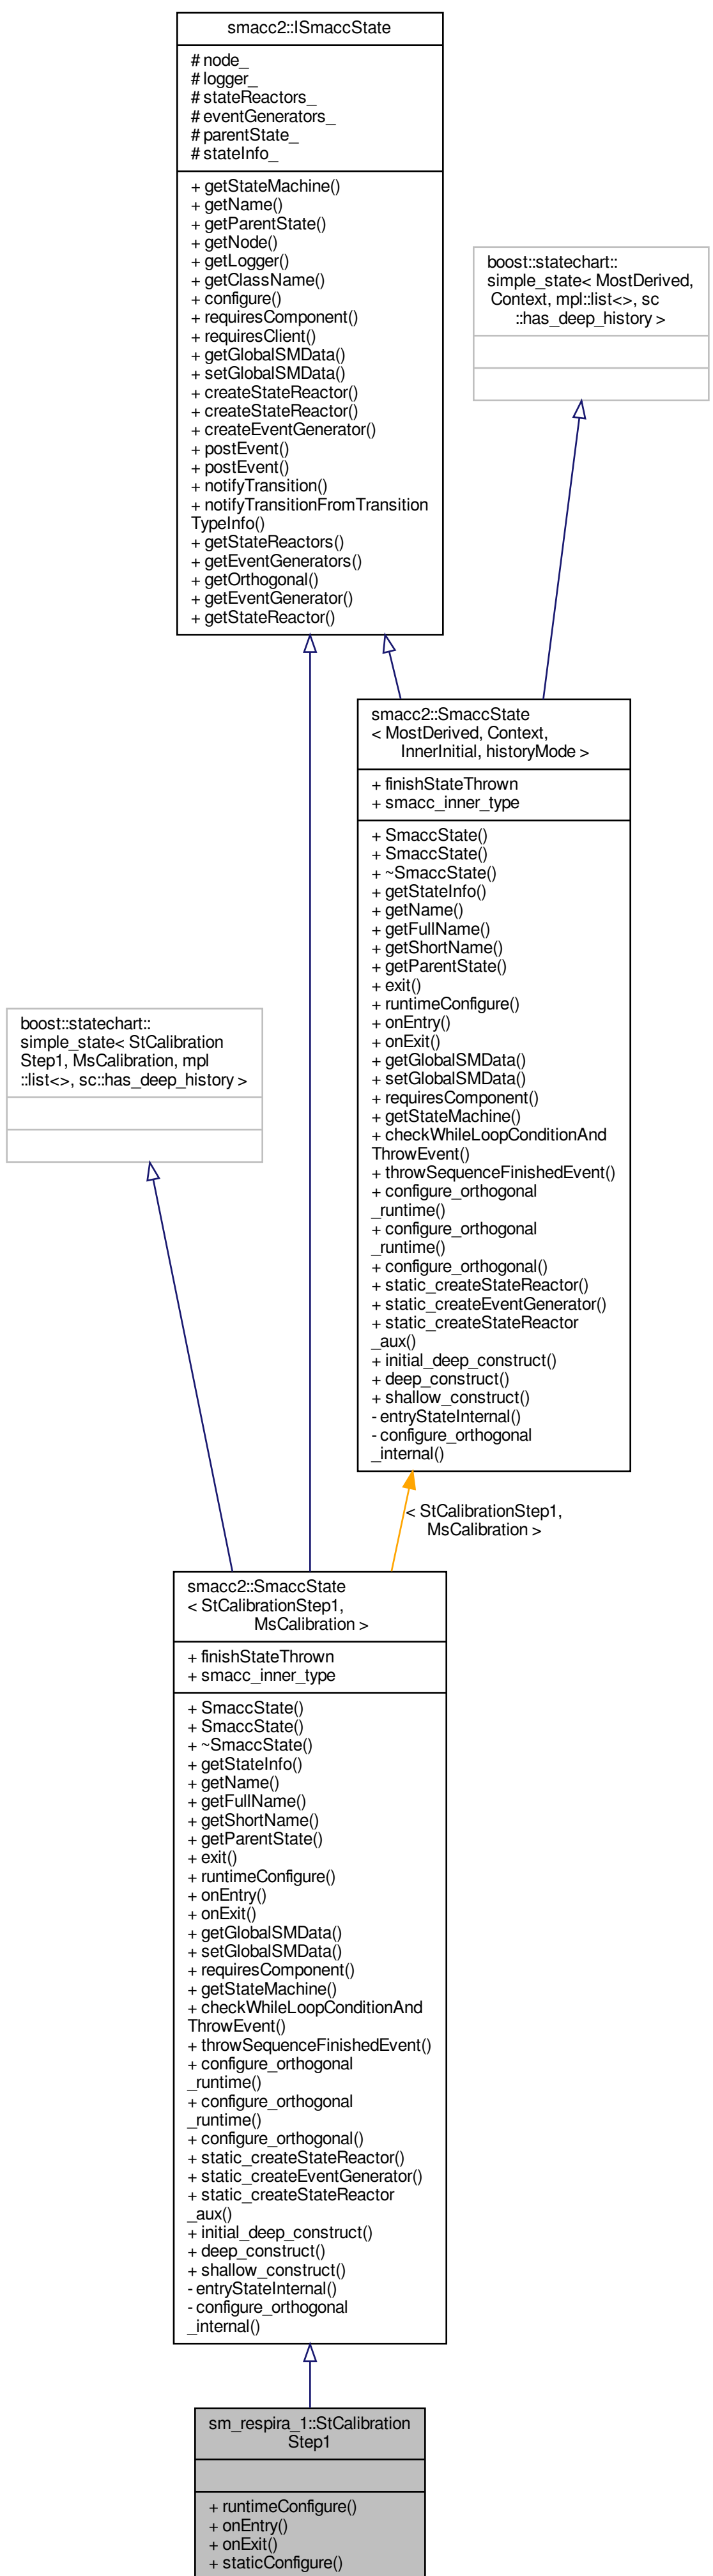 smacc2::ISmaccState
# node_
# logger_
# stateReactors_
# eventGenerators_
# parentState_
# stateInfo_
+ getStateMachine()
+ getName()
+ getParentState()
+ getNode()
+ getLogger()
+ getClassName()
+ configure()
+ requiresComponent()
+ requiresClient()
+ getGlobalSMData()
+ setGlobalSMData()
+ createStateReactor()
+ createStateReactor()
+ createEventGenerator()
+ postEvent()
+ postEvent()
+ notifyTransition()
+ notifyTransitionFromTransition
TypeInfo()
+ getStateReactors()
+ getEventGenerators()
+ getOrthogonal()
+ getEventGenerator()
+ getStateReactor()
boost::statechart::
simple_state< MostDerived,
Context, mpl::list<>, sc
::has_deep_history >
smacc2::SmaccState
< MostDerived, Context,
InnerInitial, historyMode >
+ finishStateThrown
+ smacc_inner_type
+ SmaccState()
+ SmaccState()
+ ~SmaccState()
+ getStateInfo()
+ getName()
+ getFullName()
+ getShortName()
+ getParentState()
+ exit()
+ runtimeConfigure()
+ onEntry()
+ onExit()
+ getGlobalSMData()
+ setGlobalSMData()
+ requiresComponent()
+ getStateMachine()
+ checkWhileLoopConditionAnd
ThrowEvent()
+ throwSequenceFinishedEvent()
+ configure_orthogonal
_runtime()
+ configure_orthogonal
_runtime()
+ configure_orthogonal()
+ static_createStateReactor()
+ static_createEventGenerator()
+ static_createStateReactor
_aux()
+ initial_deep_construct()
+ deep_construct()
+ shallow_construct()
- entryStateInternal()
- configure_orthogonal
_internal()
boost::statechart::
simple_state< StCalibration
Step1, MsCalibration, mpl
::list<>, sc::has_deep_history >
< StCalibrationStep1,
MsCalibration >
smacc2::SmaccState
< StCalibrationStep1,
MsCalibration >
+ finishStateThrown
+ smacc_inner_type
+ SmaccState()
+ SmaccState()
+ ~SmaccState()
+ getStateInfo()
+ getName()
+ getFullName()
+ getShortName()
+ getParentState()
+ exit()
+ runtimeConfigure()
+ onEntry()
+ onExit()
+ getGlobalSMData()
+ setGlobalSMData()
+ requiresComponent()
+ getStateMachine()
+ checkWhileLoopConditionAnd
ThrowEvent()
+ throwSequenceFinishedEvent()
+ configure_orthogonal
_runtime()
+ configure_orthogonal
_runtime()
+ configure_orthogonal()
+ static_createStateReactor()
+ static_createEventGenerator()
+ static_createStateReactor
_aux()
+ initial_deep_construct()
+ deep_construct()
+ shallow_construct()
- entryStateInternal()
- configure_orthogonal
_internal()
sm_respira_1::StCalibration
Step1
+ runtimeConfigure()
+ onEntry()
+ onExit()
+ staticConfigure()